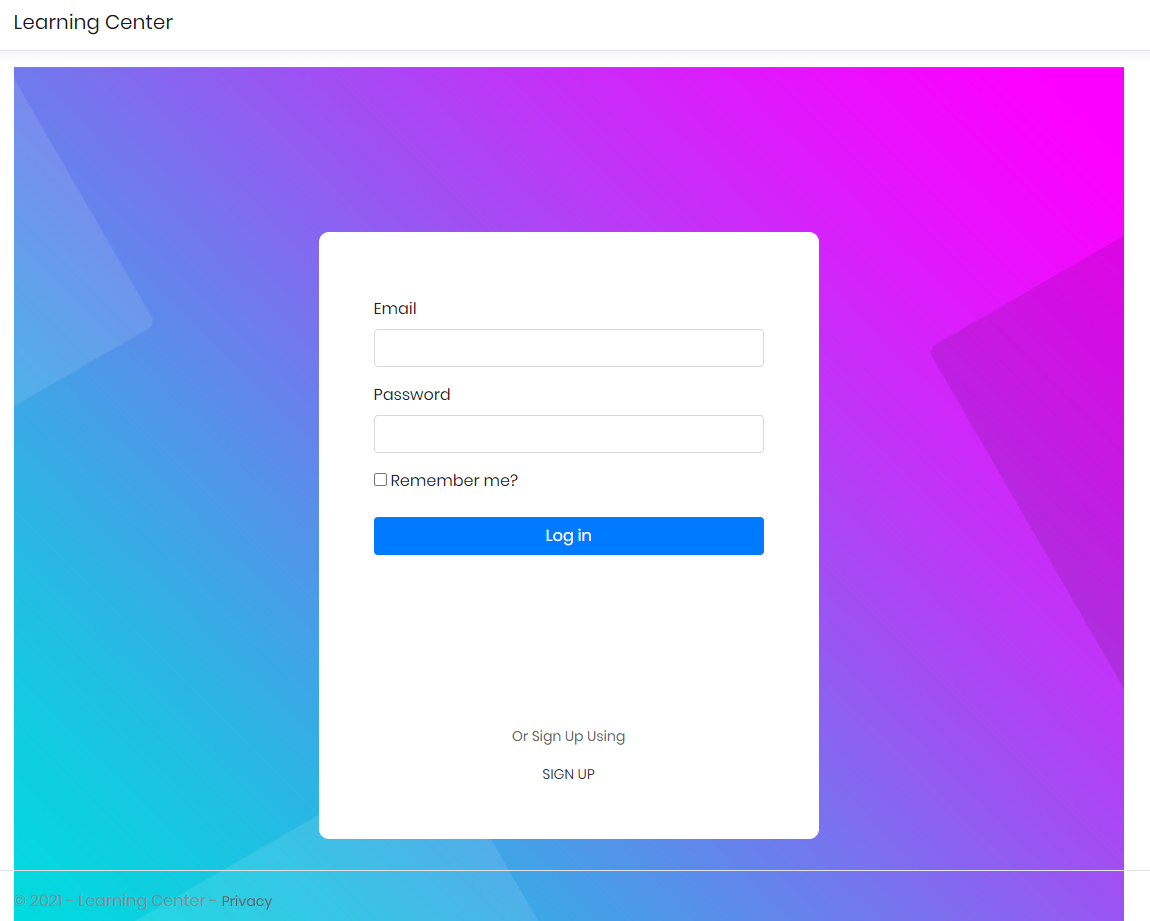 Learning Center
Email
Password
Remember me?
Log in
Or Sign Up Using
SIGN UP
© 2021 - Learning Center - Privacy